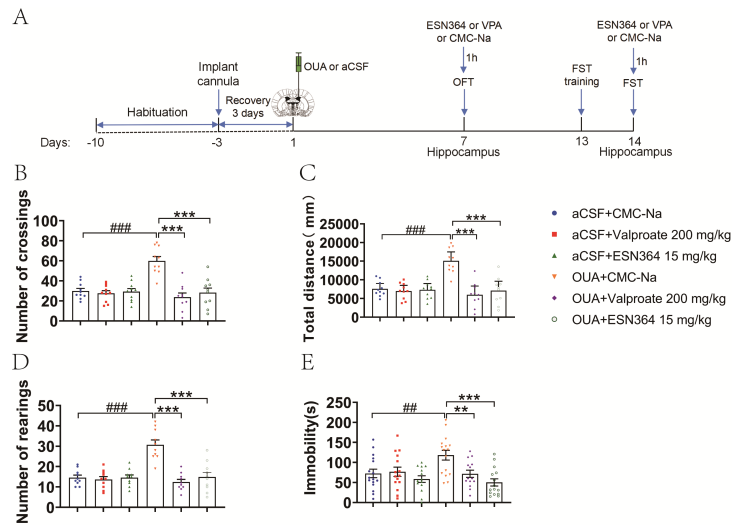 A
ESN364 or VPA
or CMC-Na
ESN364 or VPA
or CMC-Na
Implant
cannula
OUA or aCSF
1h
FST
training
1h
Habituation
Recovery
3 days
OFT
FST
Days:
-10
-3
1
7
13
14
Hippocampus
Hippocampus
B
Number of crossings
100
80
60
40
20
0
###
***
***
C
Total distance( mm)
25000
20000
15000
10000
5000
0
###
***
***
aCSF+CMC-Na
aCSF+Valproate 200 mg/kg
aCSF+ESN364 15 mg/kg
OUA+CMC-Na
OUA+Valproate 200 mg/kg
OUA+ESN364 15 mg/kg
D
Number of rearings
50
40
30
20
10
0
###
***
***
E
Immobility(s)
250
200
150
100
50
0
##
***
**